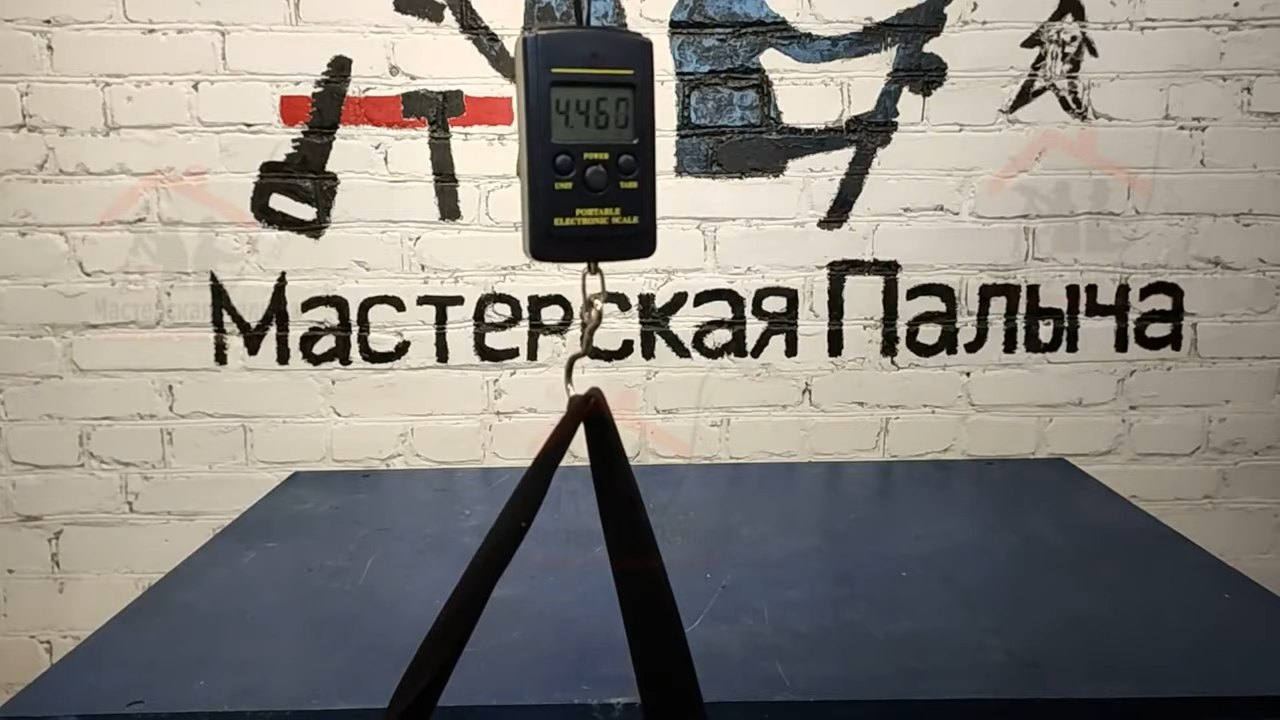 4.460
POWER
UNIT TARE
PORTABLE
ELECTRONIC SCALE
Мастерская Палыча